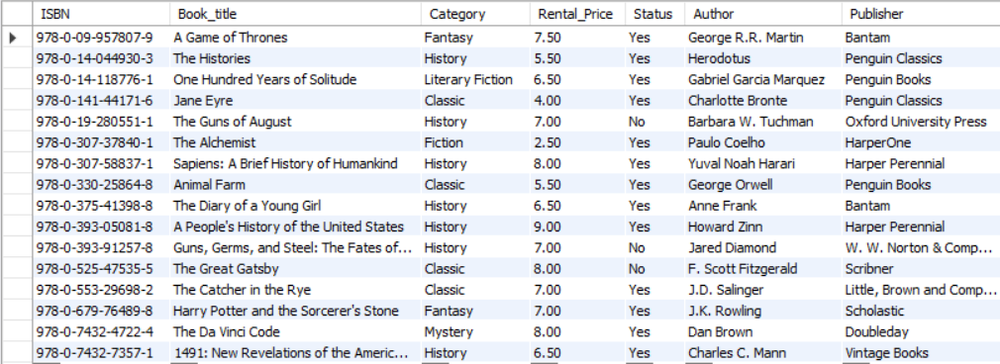 ISBN Book_title Category Rental_Price Status Author Publisher
978-0-09-957807-9 A Game of Thrones Fantasy 7.50 Yes George R.R. Martin Bantam
978-0-14-044930-3 The Histories History 5.50 Yes Herodotus Penguin Classics
978-0-14-118776-1 One Hundred Years of Solitude Literary Fiction 6.50 Yes Gabriel Garcia Marquez Penguin Books
978-0-141-44171-6 Jane Eyre Classic 4.00 Yes Charlotte Bronte Penguin Classics
978-0-19-280551-1 The Guns of August History 7.00 No Barbara W. Tuchman Oxford University Press
978-0-307-37840-1 The Alchemist Fiction 2.50 Yes Paulo Coelho HarperOne
978-0-307-58837-1 Sapiens: A Brief History of Humankind History 8.00 Yes Yuval Noah Harari Harper Perennial
978-0-330-25864-8 Animal Farm Classic 5.50 Yes George Orwell Penguin Books
978-0-375-41398-8 The Diary of a Young Girl History 6.50 Yes Anne Frank Bantam
978-0-393-05081-8 A People's History of the United States History 9.00 Yes Howard Zinn Harper Perennial
978-0-393-91257-8 Guns, Germs, and Steel: The Fates of... History 7.00 No Jared Diamond W. W. Norton & Comp...
978-0-525-47535-5 The Great Gatsby Classic 8.00 No F. Scott Fitzgerald Scribner
978-0-553-29698-2 The Catcher in the Rye Classic 7.00 Yes J.D. Salinger Little, Brown and Comp...
978-0-679-76489-8 Harry Potter and the Sorcerer's Stone Fantasy 7.00 Yes J.K. Rowling Scholastic
978-0-7432-4722-4 The Da Vinci Code Mystery 8.00 Yes Dan Brown Doubleday
978-0-7432-7357-1 1491: New Revelations of the Americ... History 6.50 Yes Charles C. Mann Vintage Books